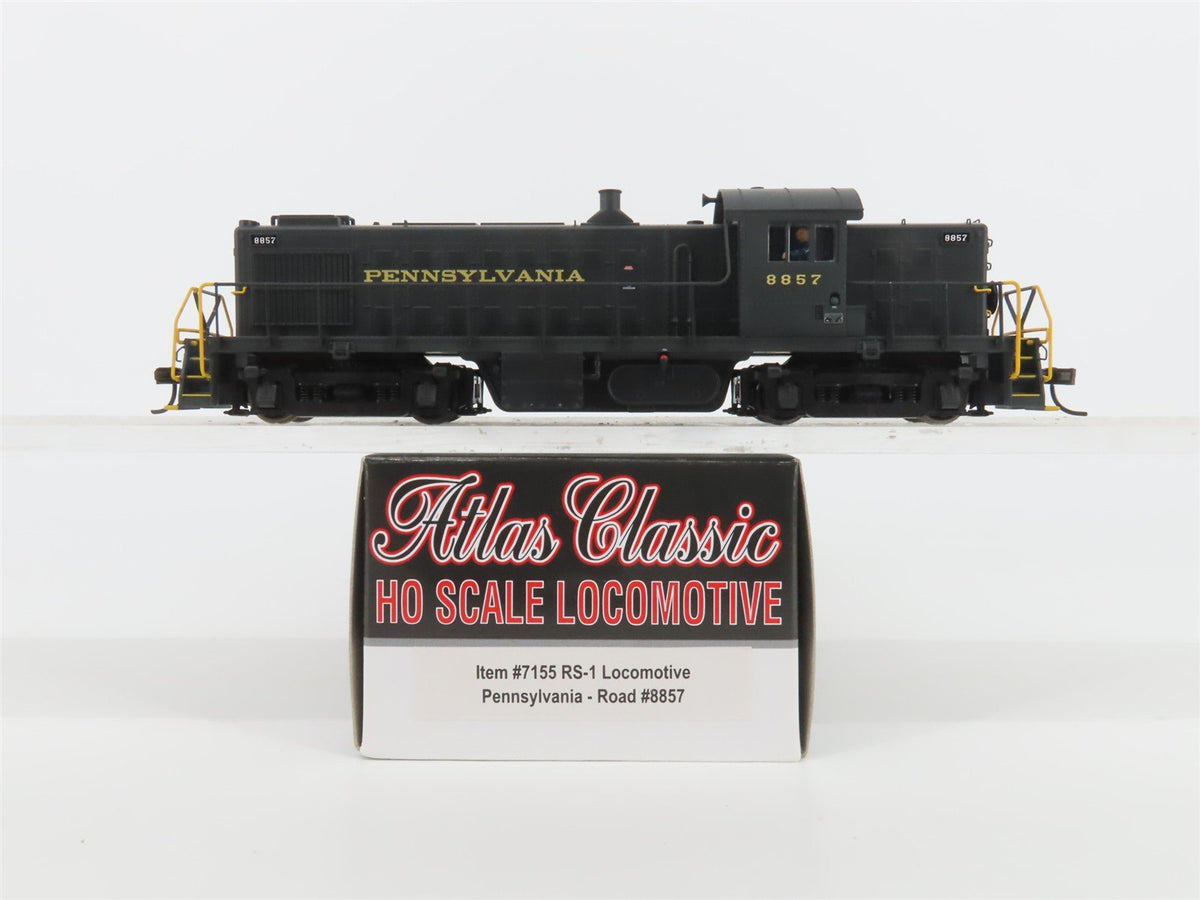 8857
8857
PENNSYLVANIA
8857
Atlas Classic
HO SCALE LOCOMOTIVE
Item #7155 RS-1 Locomotive
Pennsylvania - Road #8857